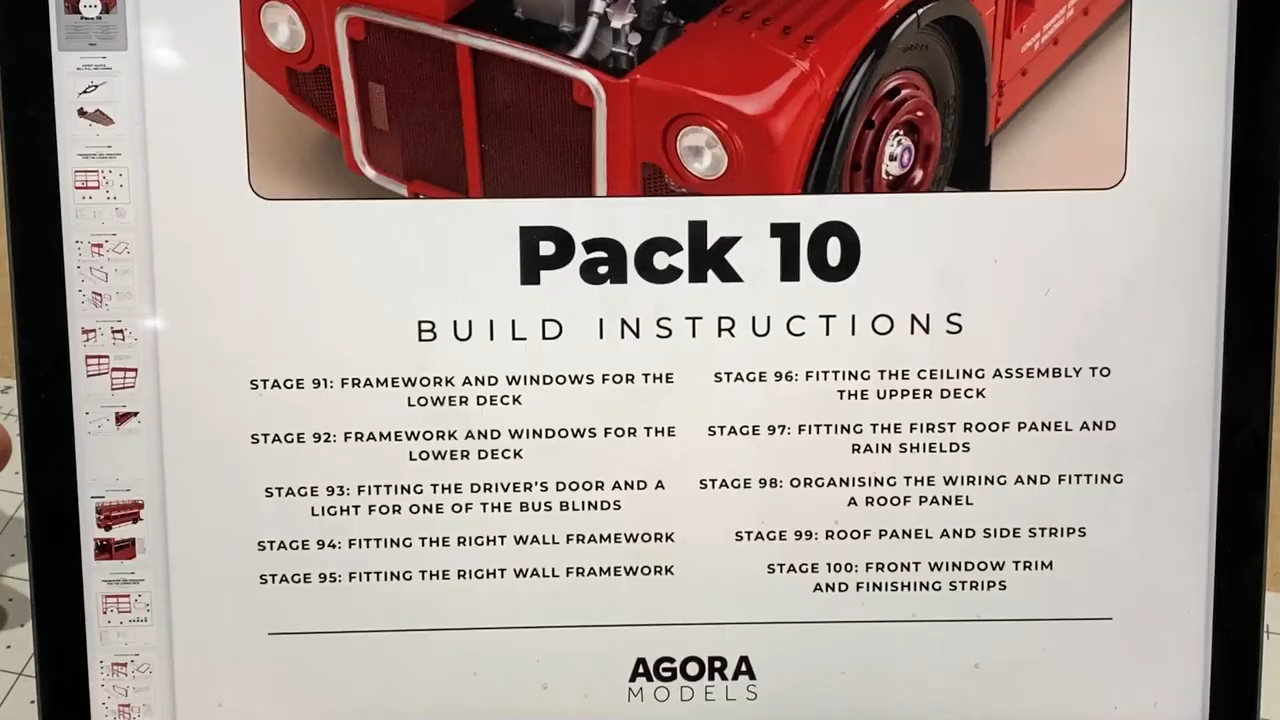 LONDON TRANSPORT
Pack 10
BUILD INSTRUCTIONS
STAGE 91: FRAMEWORK AND WINDOWS FOR THE
LOWER DECK
STAGE 92: FRAMEWORK AND WINDOWS FOR THE
LOWER DECK
STAGE 93: FITTING THE DRIVER'S DOOR AND A
LIGHT FOR ONE OF THE BUS BLINDS
STAGE 94: FITTING THE RIGHT WALL FRAMEWORK
STAGE 95: FITTING THE RIGHT WALL FRAMEWORK
STAGE 96: FITTING THE CEILING ASSEMBLY TO
THE UPPER DECK
STAGE 97: FITTING THE FIRST ROOF PANEL AND
RAIN SHIELDS
STAGE 98: ORGANISING THE WIRING AND FITTING
A ROOF PANEL
STAGE 99: ROOF PANEL AND SIDE STRIPS
STAGE 100: FRONT WINDOW TRIM
AND FINISHING STRIPS
AGORA
MODELS